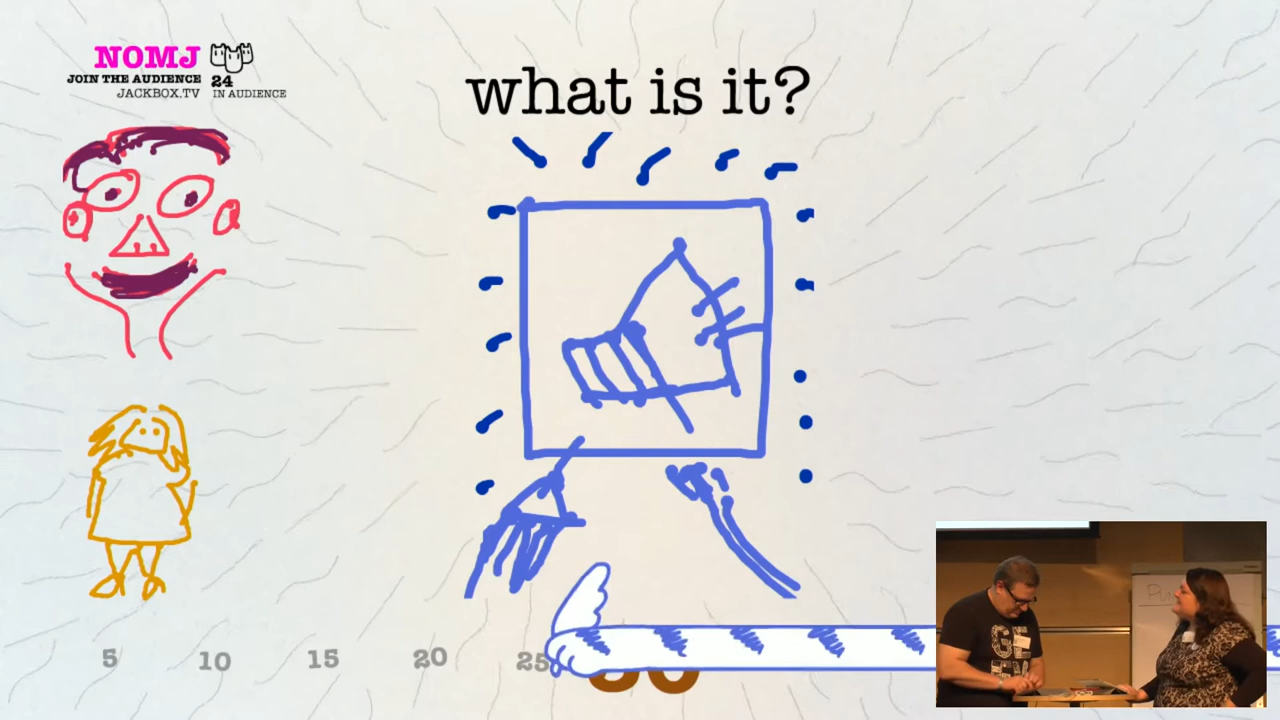 NOMJ
JOIN THE AUDIENCE
JACKBOX.TV
24
IN AUDIENCE
what is it?
5 10 15 20 25